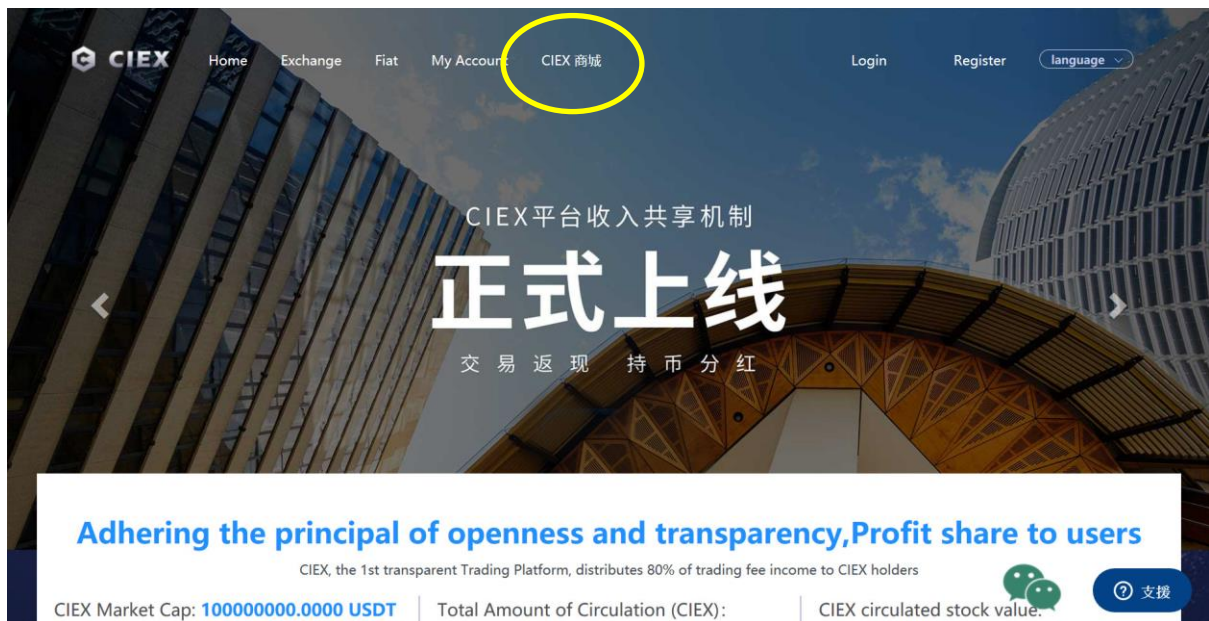 CIEX Home Exchange Fiat My Account CIEX 商城 Login Register language
CIEX平台收入共享机制
正式上线
交易返现 持币分红
Adhering the principal of openness and transparency,Profit share to users
CIEX, the 1st transparent Trading Platform, distributes 80% of trading fee income to CIEX holders
CIEX Market Cap: 100000000.0000 USDT Total Amount of Circulation (CIEX): CIEX circulated stock value:
支援